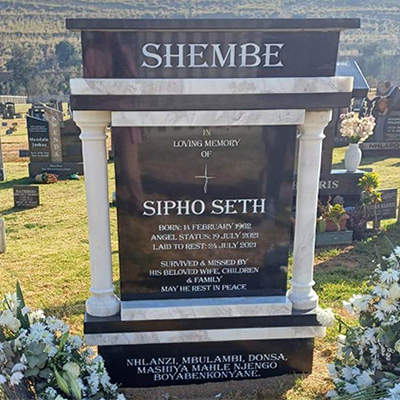 SHEMBE
IN
LOVING MEMORY
OF
SIPHO SETH
BORN: 14 FEBRUARY 1962
ANGEL STATUS: 19 JULY 2021
LAID TO REST: 24 JULY 2021
SURVIVED & MISSED BY
HIS BELOVED WIFE, CHILDREN
& FAMILY
MAY HE REST IN PEACE
NHLANZI, MBULAMBI, DONSA,
MASHIYA MAHLE NJENGO
BOYABENKONYANE.